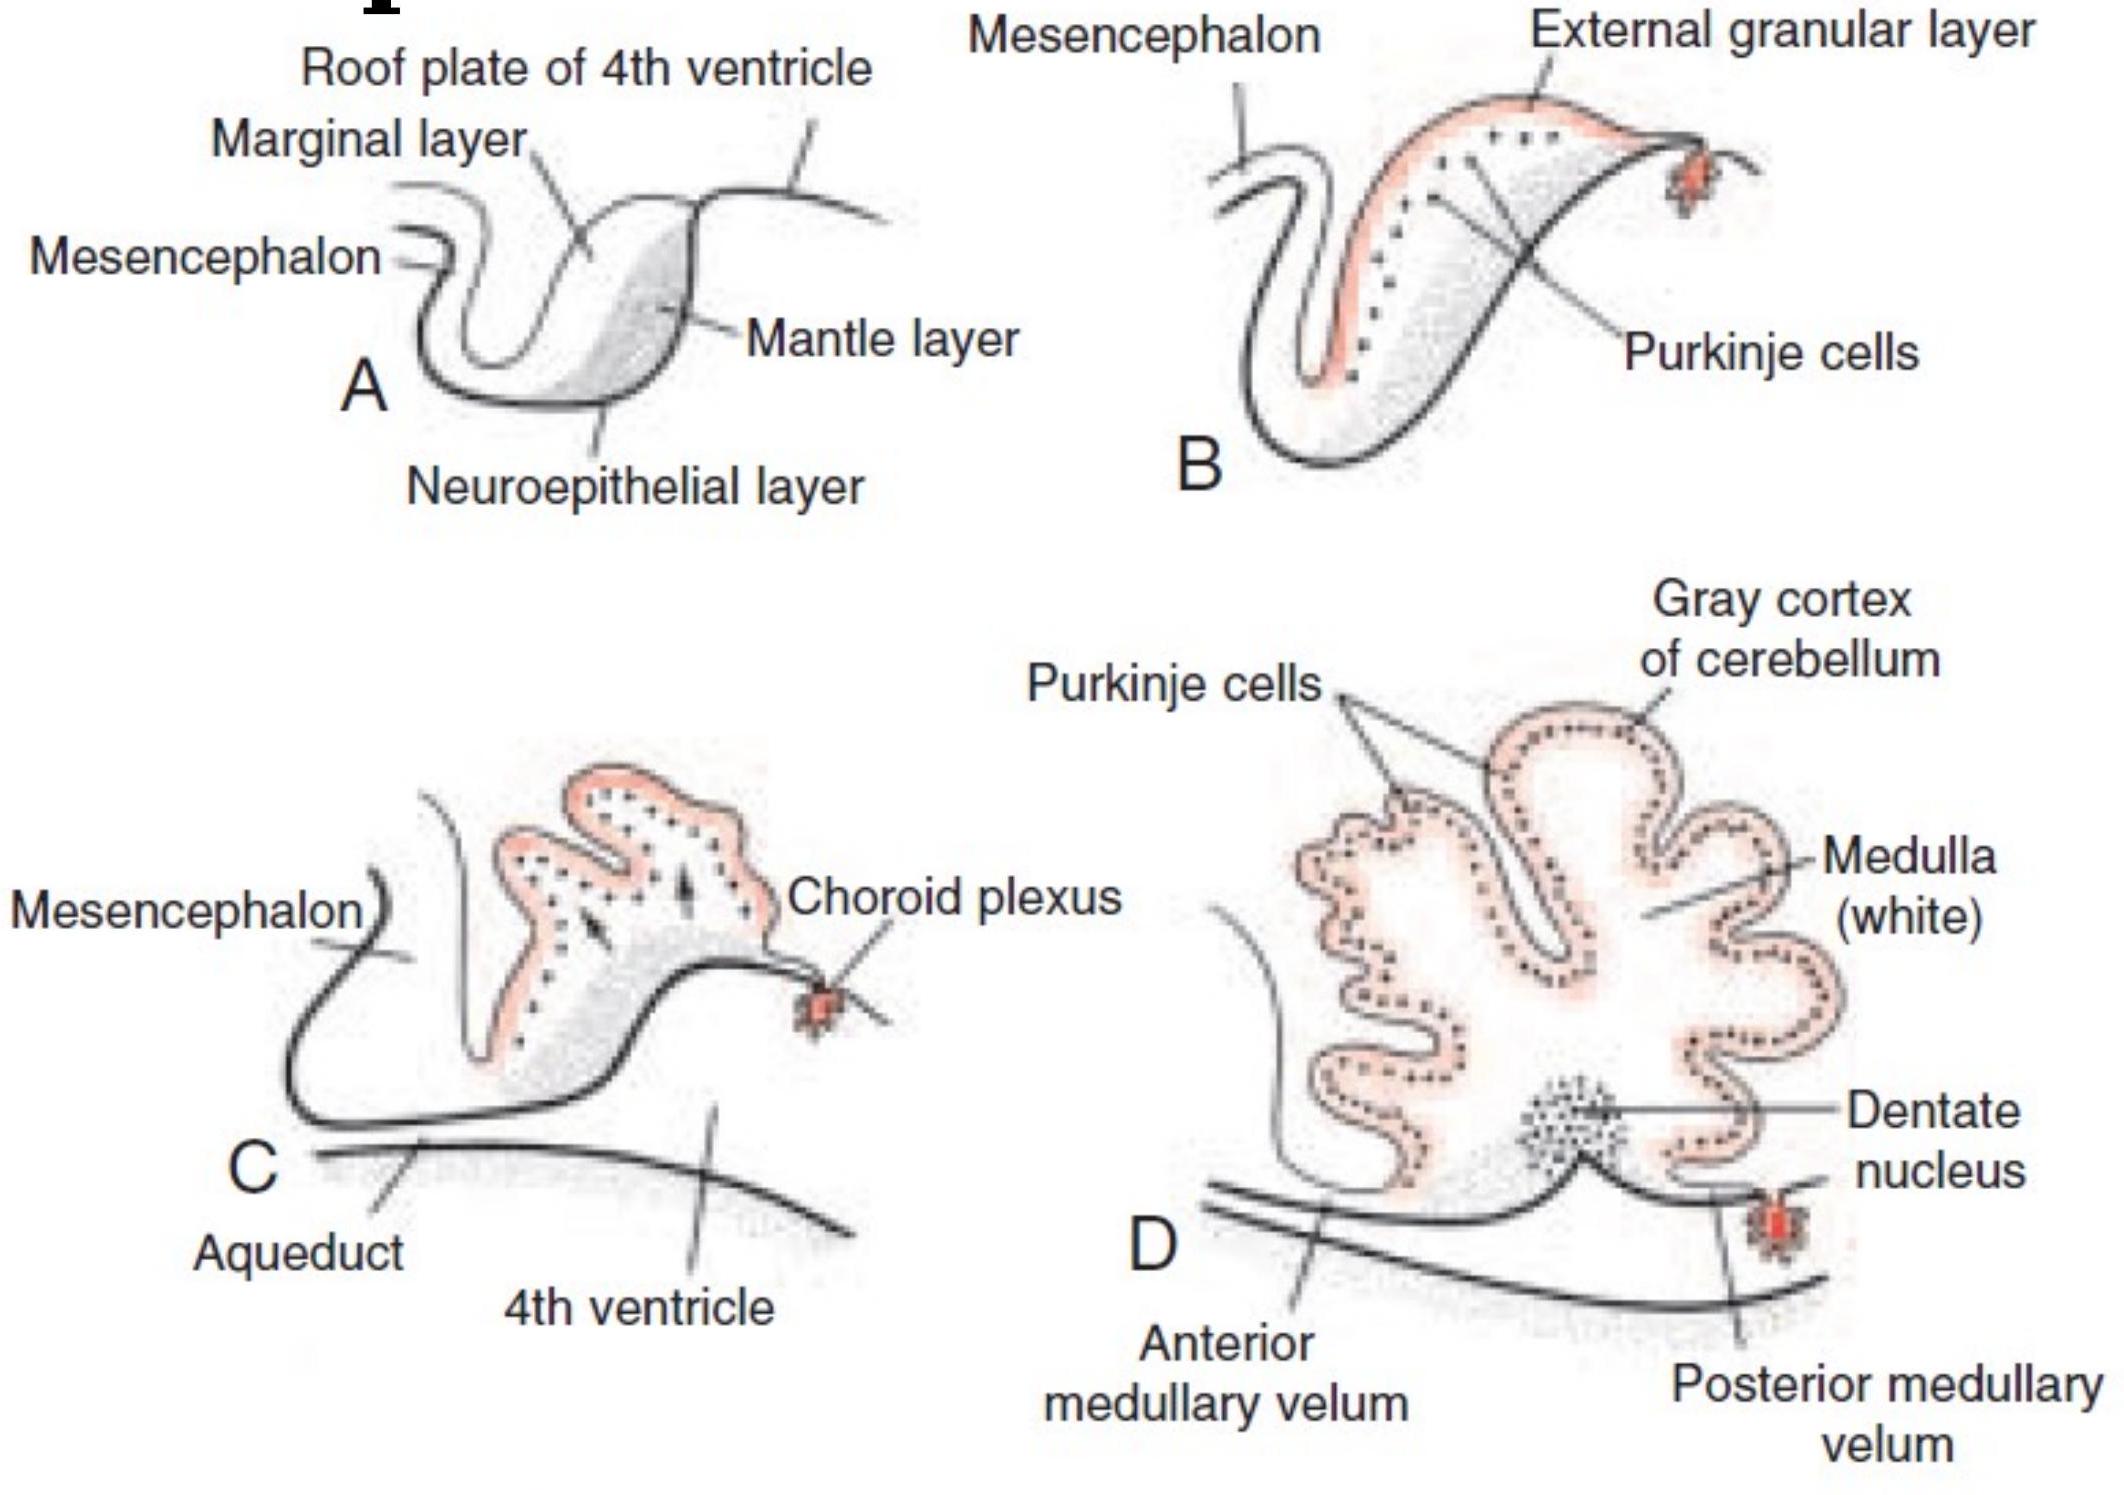 Roof plate of 4th ventricle
Marginal layer
Mesencephalon
Mantle layer
A
Neuroepithelial layer
Mesencephalon
External granular layer
Purkinje cells
B
Mesencephalon
Choroid plexus
C
Aqueduct
4th ventricle
Gray cortex
of cerebellum
Purkinje cells
Medulla
(white)
Dentate
nucleus
D
Anterior
medullary velum
Posterior medullary
velum